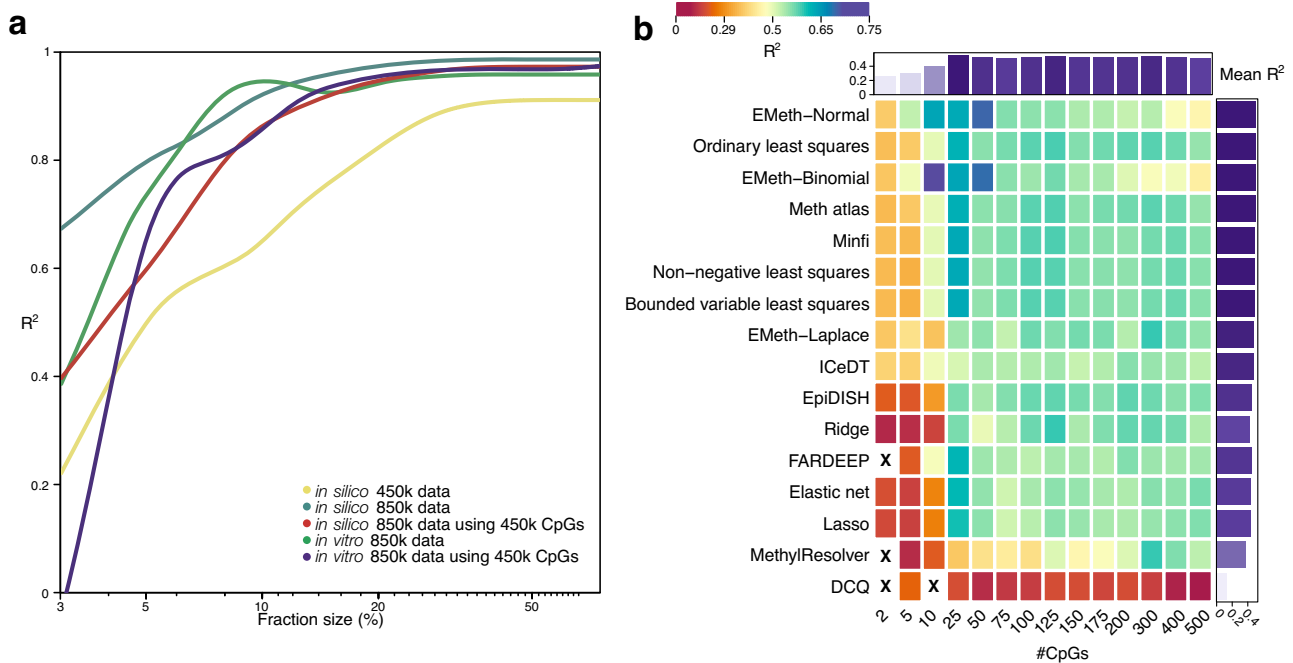 a
1
0.8
0.6
R²
0.4
0.2
0
3
5
10
20
50
Fraction size (%)
in silico 450k data
in silico 850k data
in silico 850k data using 450k CpGs
in vitro 850k data
in vitro 850k data using 450k CpGs
b
0 0.29 0.5 0.65 0.75
R²
0.4
0.2
0
Mean R²
EMeth−Normal
Ordinary least squares
EMeth−Binomial
Meth atlas
Minfi
Non−negative least squares
Bounded variable least squares
EMeth−Laplace
ICeDT
EpiDISH
Ridge
FARDEEP X
Elastic net
Lasso
MethylResolver X
DCQ X X
2 5 10 25 50 75 100 125 150 175 200 300 400 500
0 0.2 0.4
#CpGs